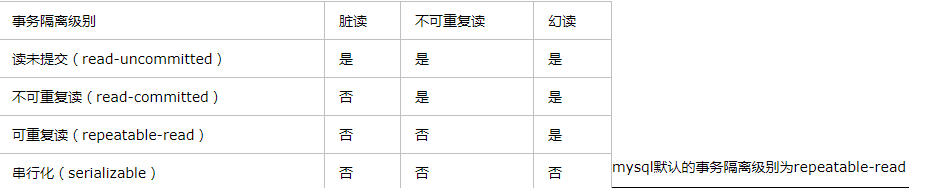 事务隔离级别 脏读 不可重复读 幻读
读未提交（read-uncommitted） 是 是 是
不可重复读（read-committed） 否 是 是
可重复读（repeatable-read） 否 否 是
串行化（serializable） 否 否 否
mysql默认的事务隔离级别为repeatable-read